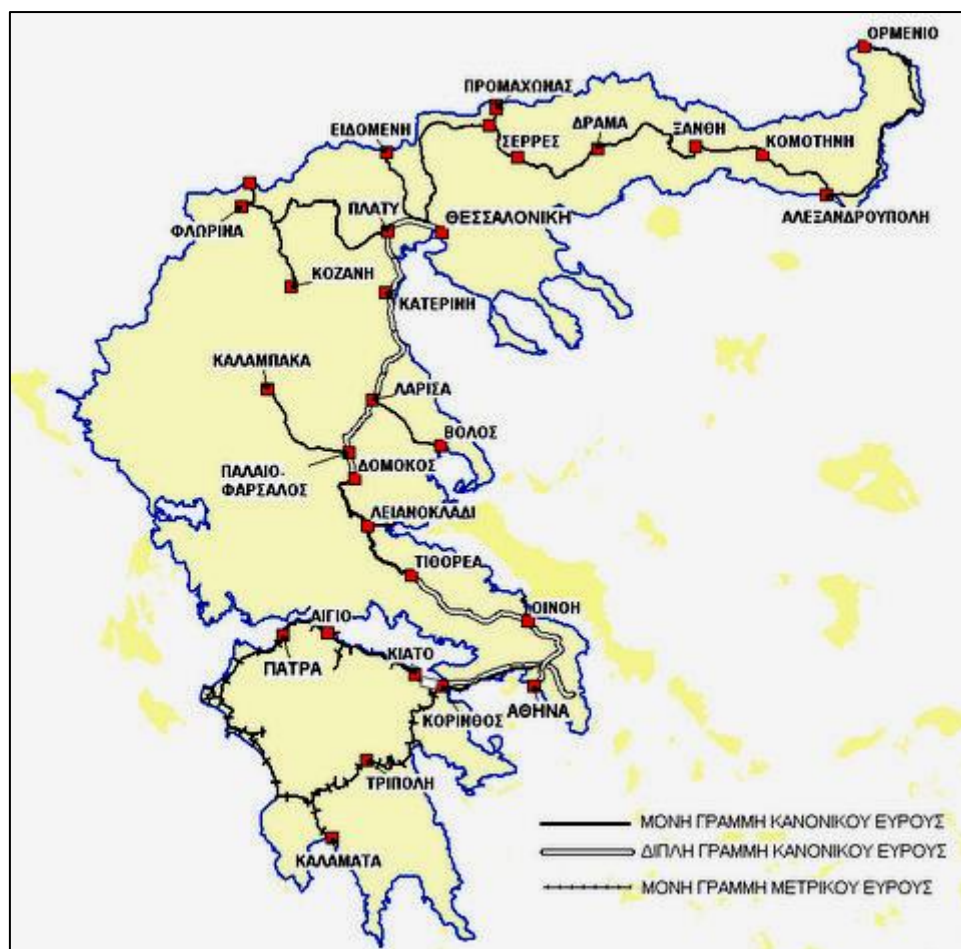 ΟΡΜΕΝΙΟ
ΠΡΟΜΑΧΩΝΑΣ
ΕΙΔΟΜΕΝΗ
ΣΕΡΡΕΣ
ΔΡΑΜΑ
ΞΑΝΘΗ
ΚΟΜΟΤΗΝΗ
ΑΛΕΞΑΝΔΡΟΥΠΟΛΗ
ΦΛΩΡΙΝΑ
ΠΛΑΤΥ
ΘΕΣΣΑΛΟΝΙΚΗ
ΚΟΖΑΝΗ
ΚΑΤΕΡΙΝΗ
ΚΑΛΑΜΠΑΚΑ
ΛΑΡΙΣΑ
ΒΟΛΟΣ
ΠΑΛΑΙΟ-
ΦΑΡΣΑΛΟΣ
ΔΟΜΟΚΟΣ
ΛΕΙΑΝΟΚΛΑΔΙ
ΤΙΘΟΡΕΑ
ΟΙΝΟΗ
ΑΙΓΙΟ
ΠΑΤΡΑ
ΚΙΑΤΟ
ΚΟΡΙΝΘΟΣ
ΑΘΗΝΑ
ΤΡΙΠΟΛΗ
ΚΑΛΑΜΑΤΑ
ΜΟΝΗ ΓΡΑΜΜΗ ΚΑΝΟΝΙΚΟΥ ΕΥΡΟΥΣ
ΔΙΠΛΗ ΓΡΑΜΜΗ ΚΑΝΟΝΙΚΟΥ ΕΥΡΟΥΣ
ΜΟΝΗ ΓΡΑΜΜΗ ΜΕΤΡΙΚΟΥ ΕΥΡΟΥΣ